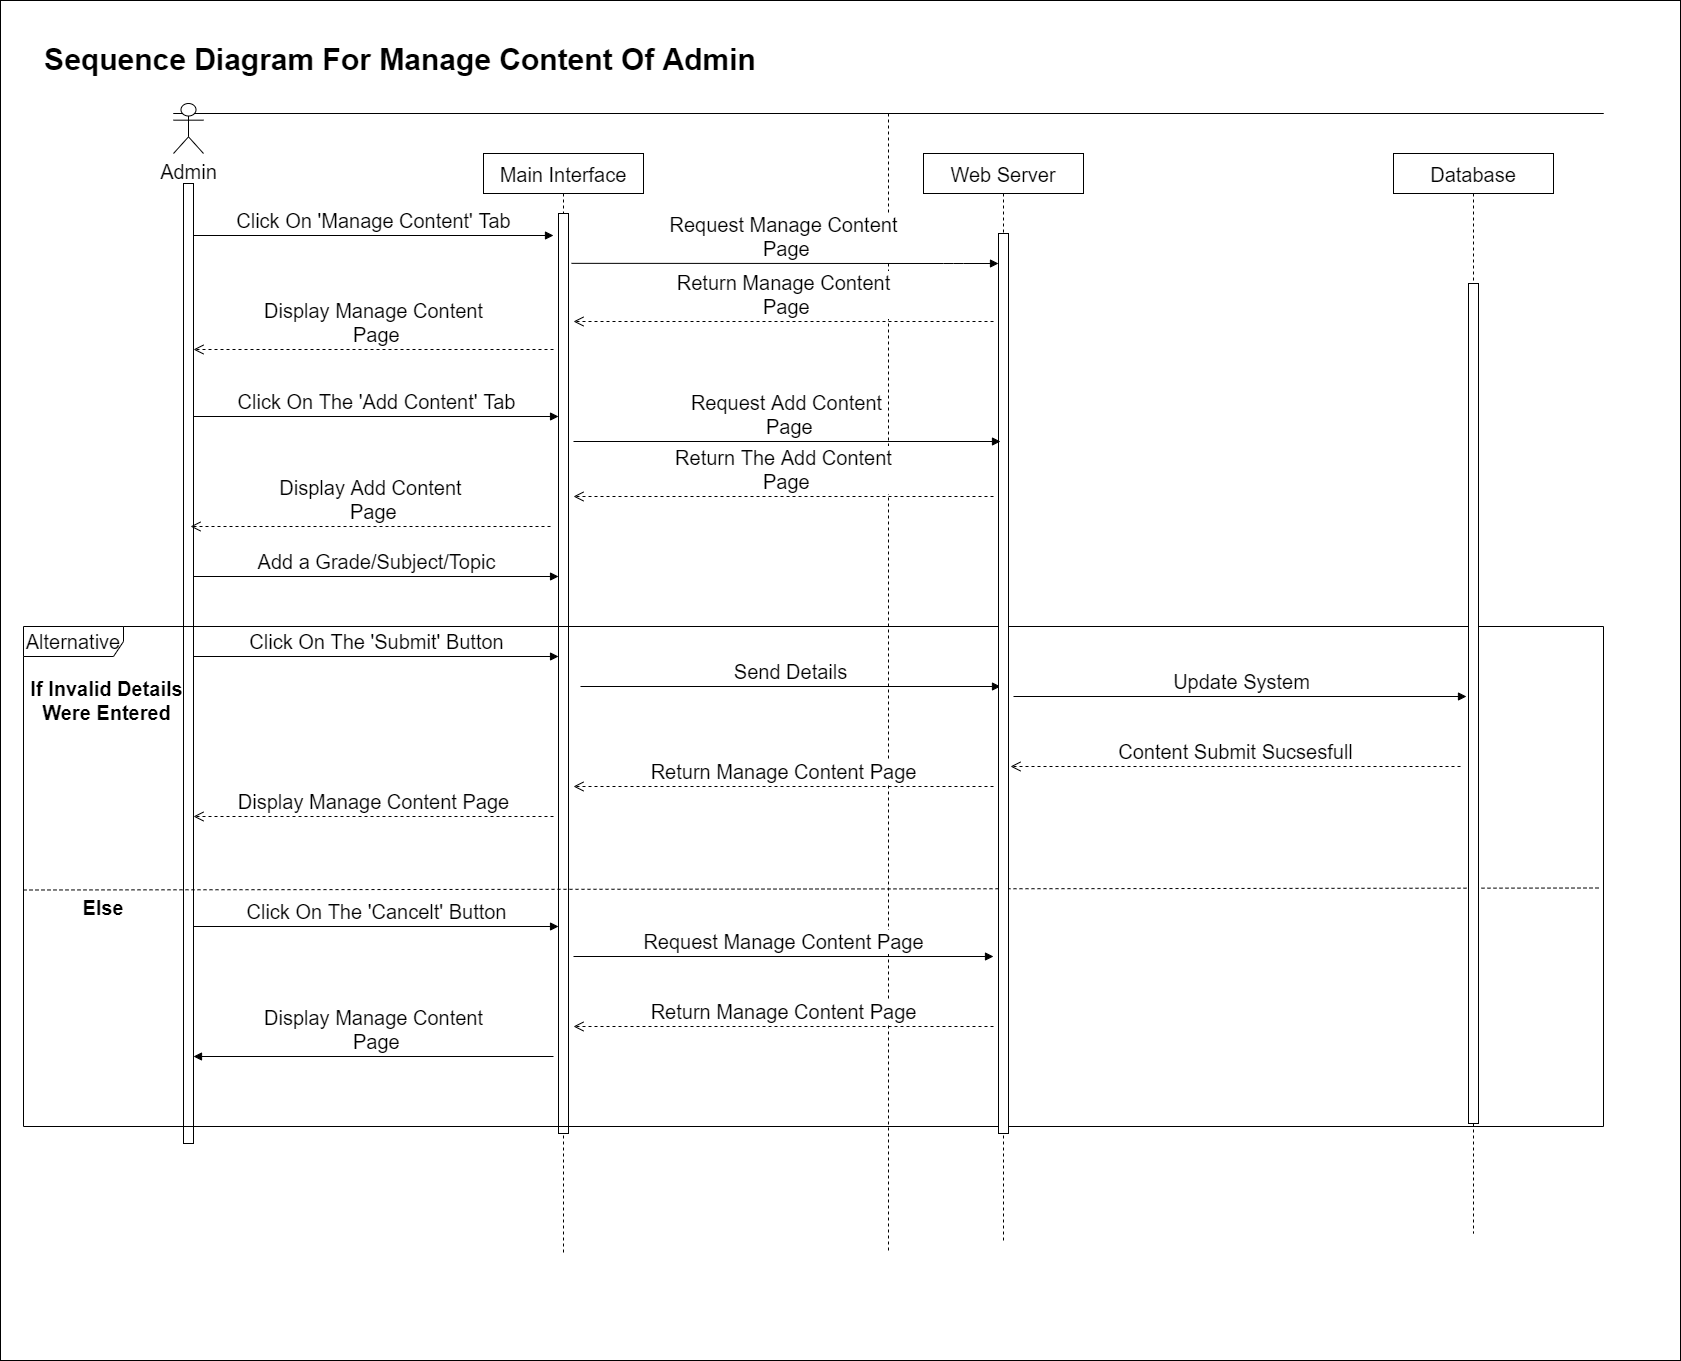 Sequence Diagram For Manage Content Of Admin
Admin
Main Interface
Web Server
Database
Click On 'Manage Content' Tab
Request Manage Content
Page
Return Manage Content
Page
Display Manage Content
Page
Click On The 'Add Content' Tab
Request Add Content
Page
Return The Add Content
Page
Display Add Content
Page
Add a Grade/Subject/Topic
Alternative
Click On The 'Submit' Button
If Invalid Details
Were Entered
Send Details
Update System
Content Submit Sucsesfull
Return Manage Content Page
Display Manage Content Page
Else
Click On The 'Cancelt' Button
Request Manage Content Page
Return Manage Content Page
Display Manage Content
Page